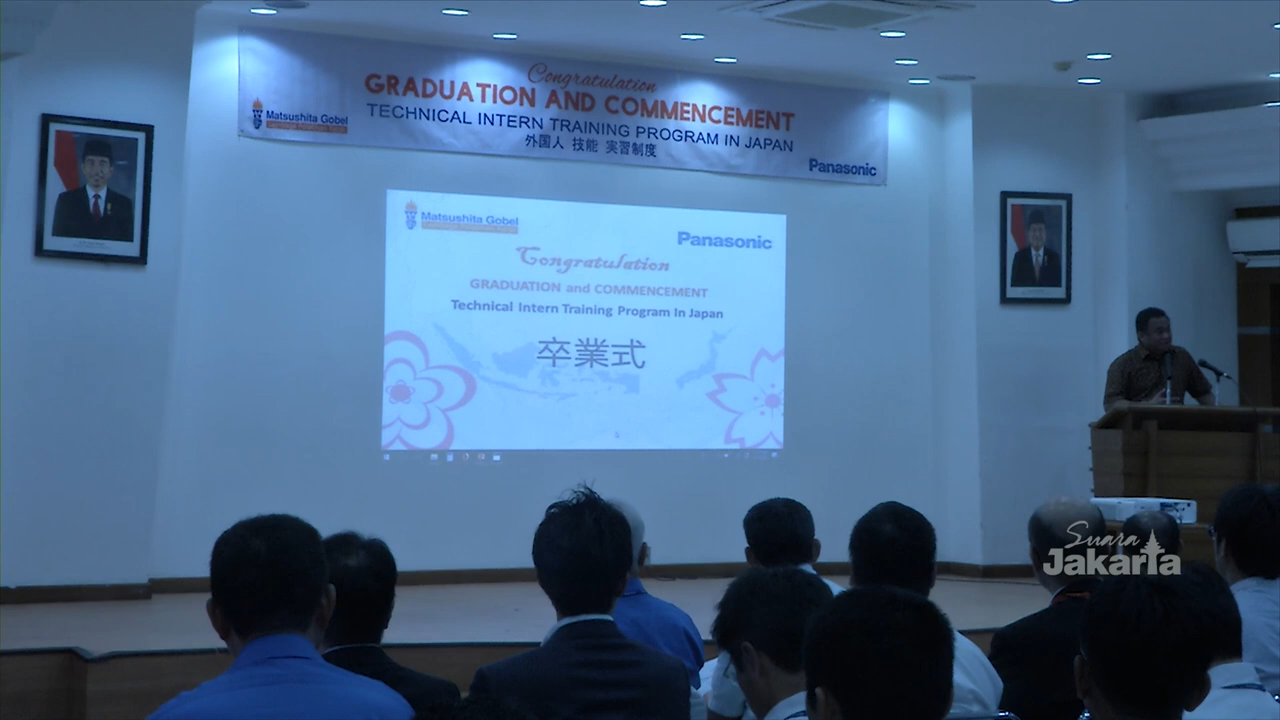 Congratulation
GRADUATION AND COMMENCEMENT
TECHNICAL INTERN TRAINING PROGRAM IN JAPAN
外国人 技能 実習制度
Matsushita Gobel
Panasonic
Matsushita Gobel
Panasonic
Congratulation
GRADUATION and COMMENCEMENT
Technical Intern Training Program In Japan
卒業式
Suara
Jakarta